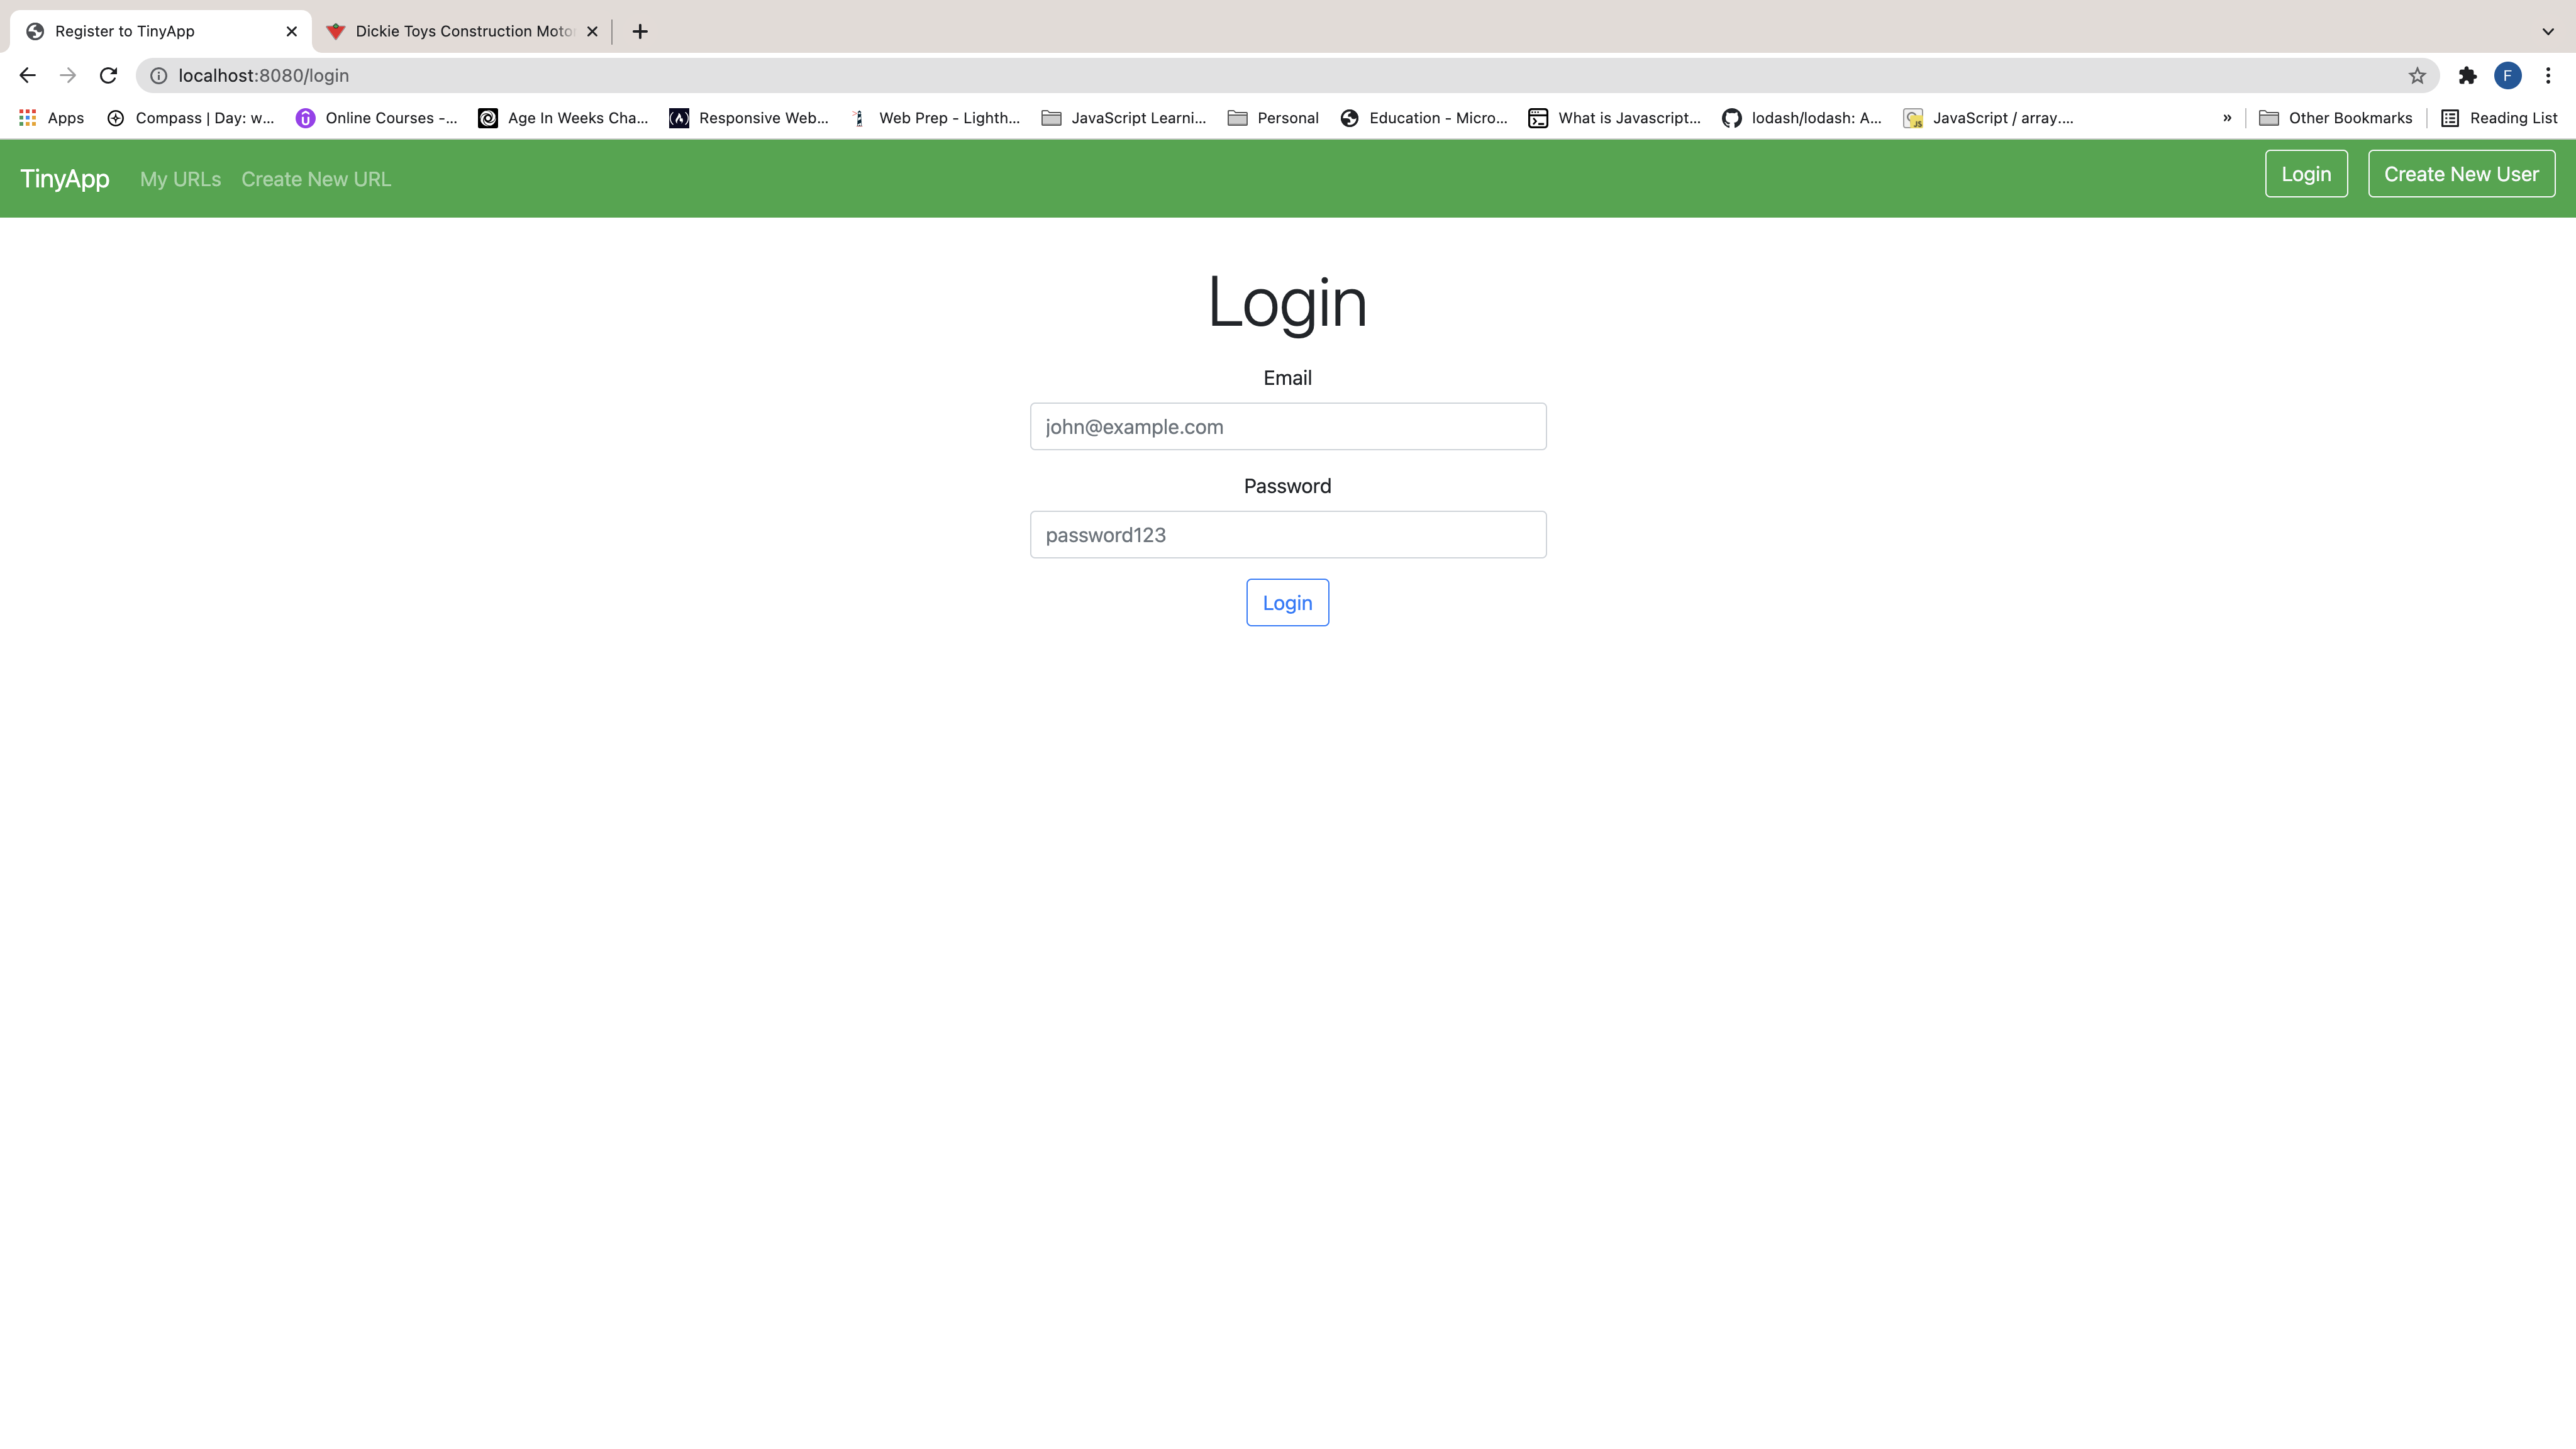 Register to TinyApp
Dickie Toys Construction Moto
localhost:8080/login
F
Apps Compass | Day: w... Online Courses -... Age In Weeks Cha... Responsive Web... Web Prep - Lighth... JavaScript Learni... Personal Education - Micro... What is Javascript... lodash/lodash: A... JavaScript / array.... » Other Bookmarks Reading List
TinyApp My URLs Create New URL Login Create New User
Login
Email
john@example.com
Password
password123
Login